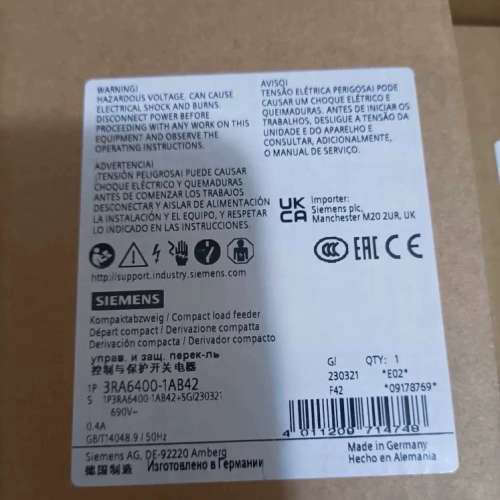 WARNING!
HAZARDOUS VOLTAGE. CAN CAUSE
ELECTRICAL SHOCK AND BURNS.
DISCONNECT POWER BEFORE
PROCEEDING WITH ANY WORK ON THIS
EQUIPMENT AND OBSERVE THE
OPERATING INSTRUCTIONS.
ADVERTENCIA!
¡TENSIÓN PELIGROSA! PUEDE CAUSAR
CHOQUE ELÉCTRICO Y QUEMADURAS
ANTES DE COMENZAR LOS TRABAJOS
DESCONECTAR Y AISLAR DE ALIMENTACIÓN
LA INSTALACIÓN Y EL EQUIPO, Y RESPETAR
LO INDICADO EN LAS INSTRUCCIONES.
AVISO!
TENSÃO ELÉTRICA PERIGOSA! PODE
CAUSAR UM CHOQUE ELÉTRICO E
QUEIMADURAS. ANTES DE INICIAR OS
TRABALHOS, DESLIGUE A TENSÃO DA
UNIDADE E DO APARELHO E
CONSULTAR, ADICIONALMENTE,
O MANUAL DE SERVIÇO.
UK
CA
Importer:
Siemens plc,
Manchester M20 2UR, UK
CCC EAC CE
http://support.industry.siemens.com
SIEMENS
Kompaktabzweig / Compact load feeder
Départ compact / Derivazione compatta
Derivación compacta / Derivador compacto
управ. и защ. перек-ль
控制与保护开关电器
1P 3RA6400-1AB42
S 1P3RA6400-1AB42+SG/230321
690V~
0.4A
GB/T14048.9 / 50Hz
G/ QTY: 1
230321 *E02*
F42 *09178769*
4 011209 714748
Siemens AG, DE-92220 Amberg
德国制造 Изготовлено в Германии
Made in Germany
Hecho en Alemania